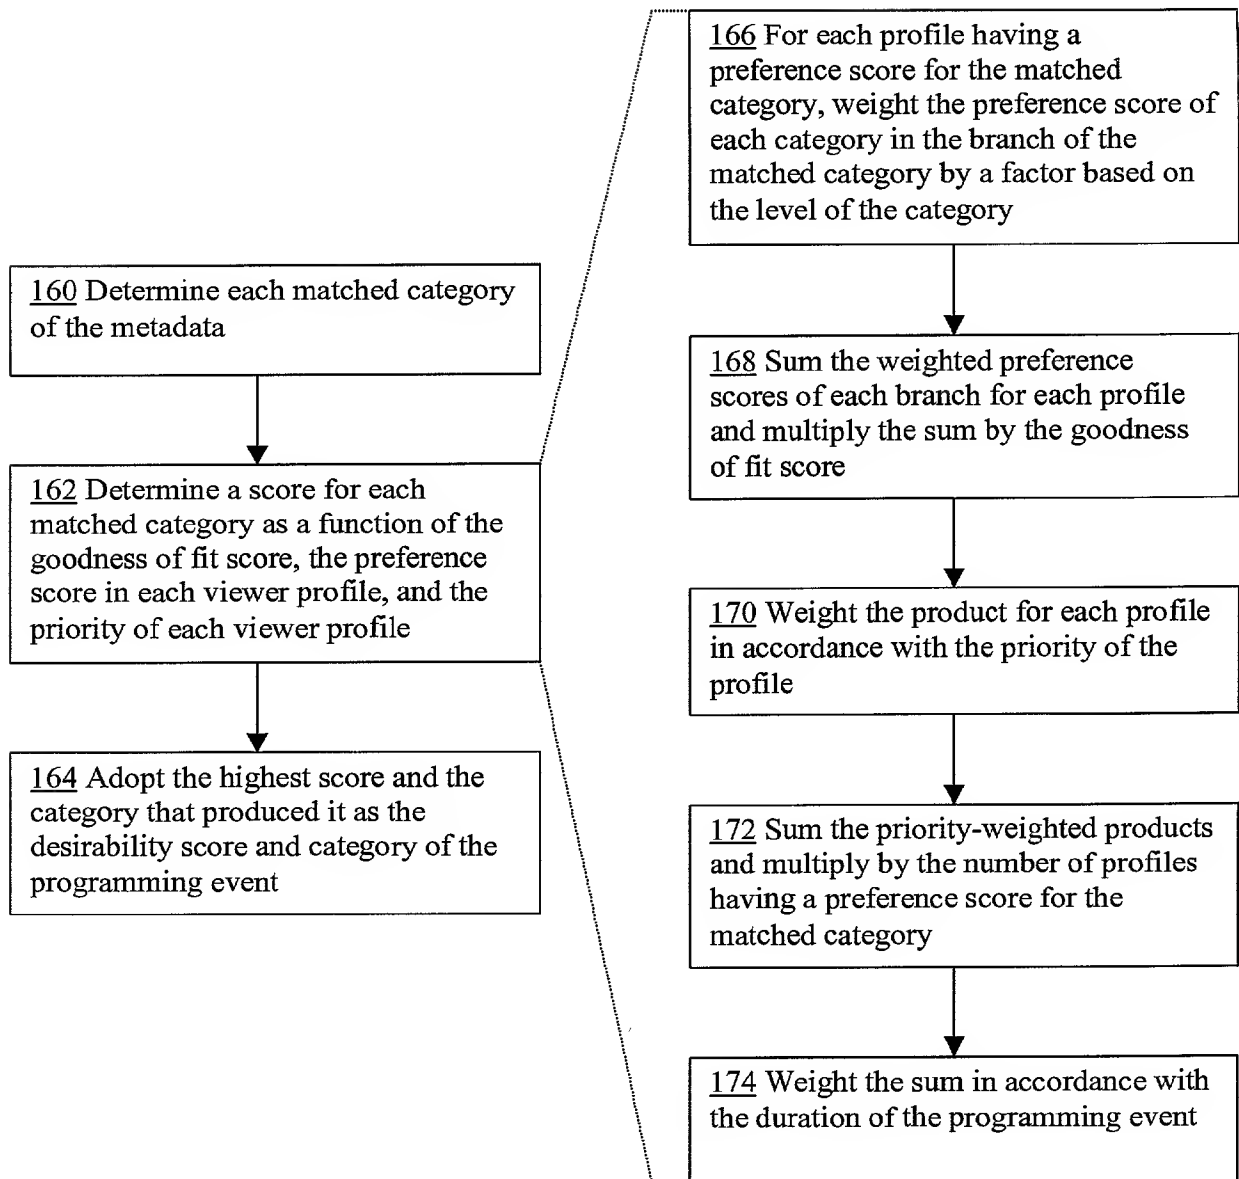 160 Determine each matched category
of the metadata
162 Determine a score for each
matched category as a function of the
goodness of fit score, the preference
score in each viewer profile, and the
priority of each viewer profile
164 Adopt the highest score and the
category that produced it as the
desirability score and category of the
programming event
166 For each profile having a
preference score for the matched
category, weight the preference score of
each category in the branch of the
matched category by a factor based on
the level of the category
168 Sum the weighted preference
scores of each branch for each profile
and multiply the sum by the goodness
of fit score
170 Weight the product for each profile
in accordance with the priority of the
profile
172 Sum the priority-weighted products
and multiply by the number of profiles
having a preference score for the
matched category
174 Weight the sum in accordance with
the duration of the programming event